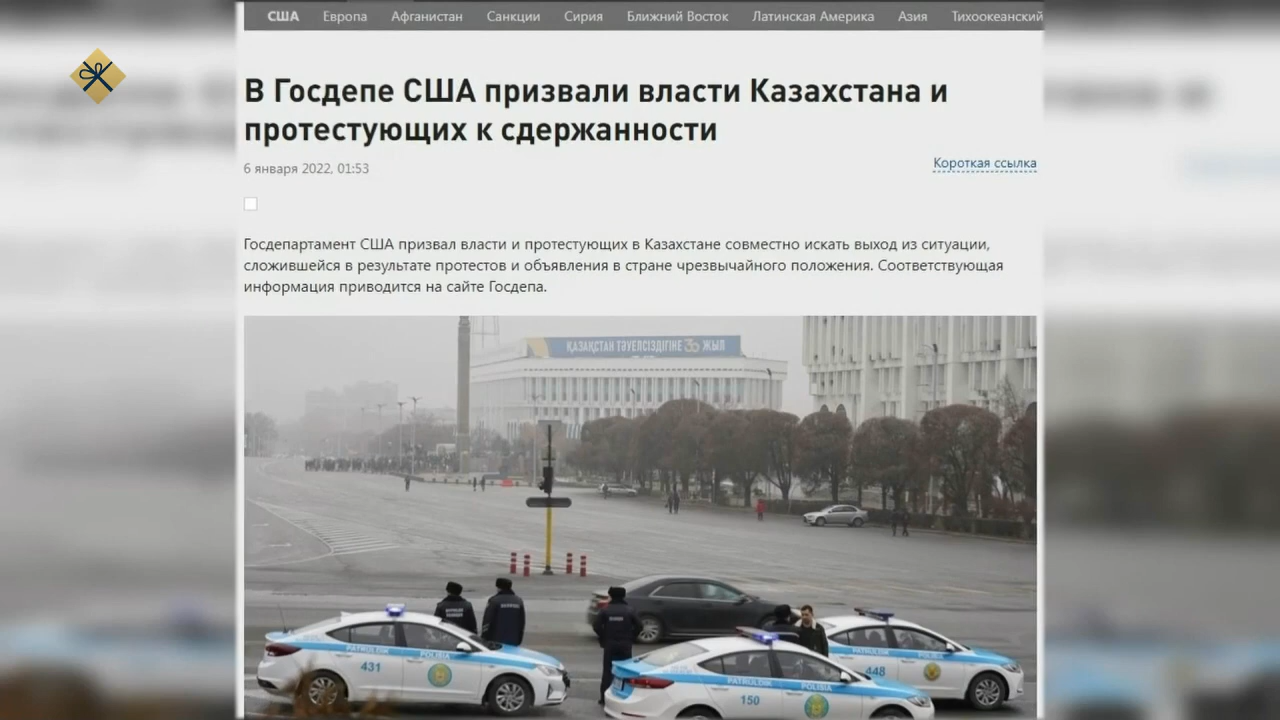 США Европа Афганистан Санкции Сирия Ближний Восток Латинская Америка Азия Тихоокеанский
В Госдепе США призвали власти Казахстана и
протестующих к сдержанности
6 января 2022, 01:53
Короткая ссылка
Госдепартамент США призвал власти и протестующих в Казахстане совместно искать выход из ситуации,
сложившейся в результате протестов и объявления в стране чрезвычайного положения. Соответствующая
информация приводится на сайте Госдепа.
ҚАЗАҚСТАН ТӘУЕЛСІЗДІГІНЕ 30 ЖЫЛ
PATRULDIK POLISIA
431
PATRULDIK POLISIA
150
PATRULDIK
448